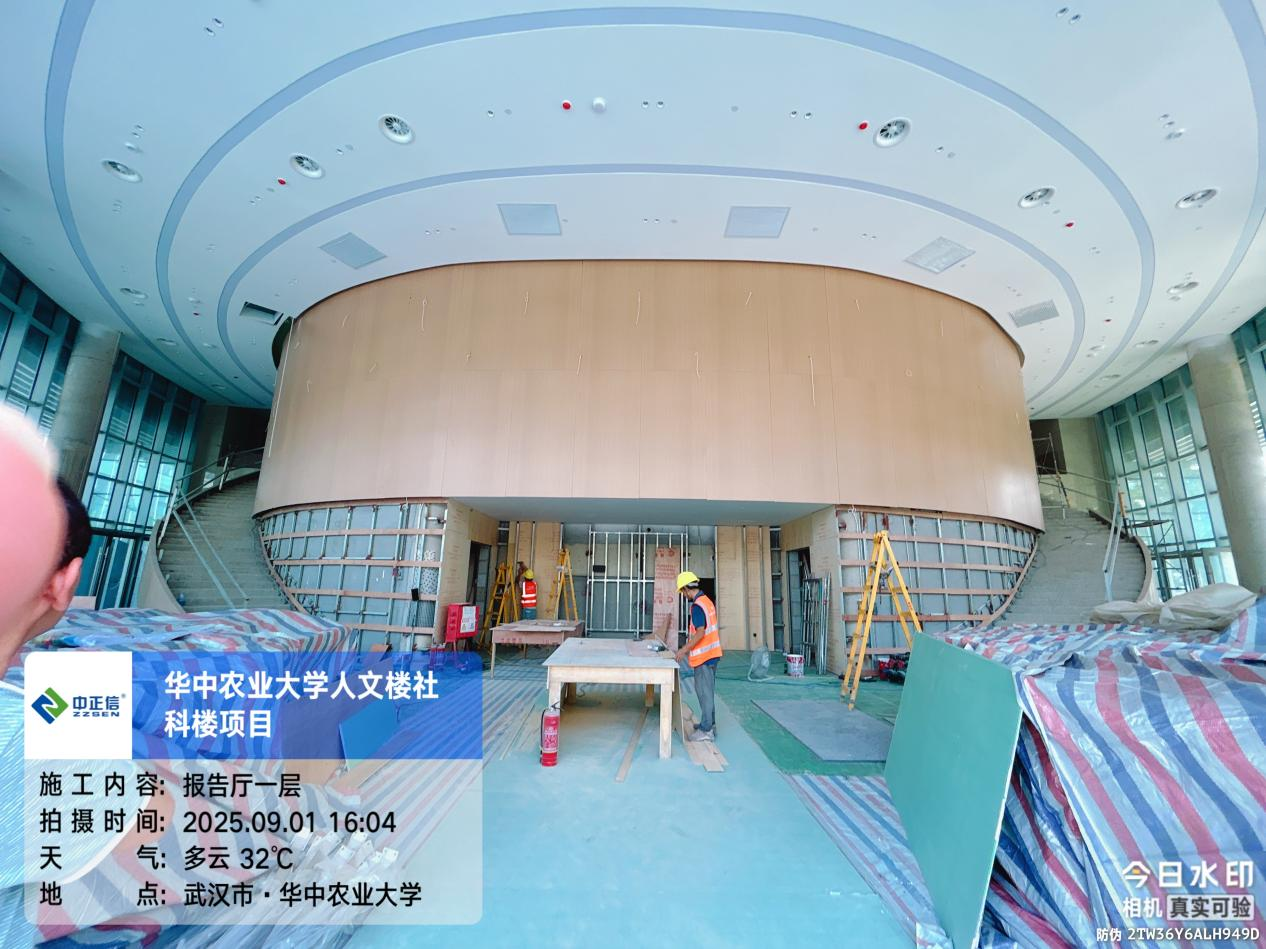 中正信®
ZZSEN
华中农业大学人文楼社
科楼项目
施工内容: 报告厅一层
拍摄时间: 2025.09.01 16:04
天气: 多云 32℃
地点: 武汉市·华中农业大学
今日水印
相机 真实可验
防伪 2TW36Y6ALH949D